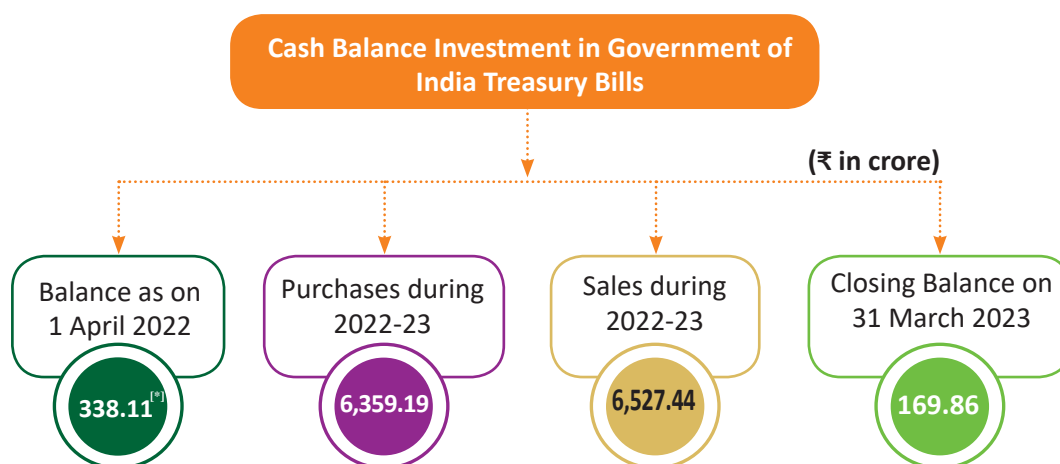 Cash Balance Investment in Government of
India Treasury Bills
(₹ in crore)
Balance as on
1 April 2022
338.11[*]
Purchases during
2022-23
6,359.19
Sales during
2022-23
6,527.44
Closing Balance on
31 March 2023
169.86